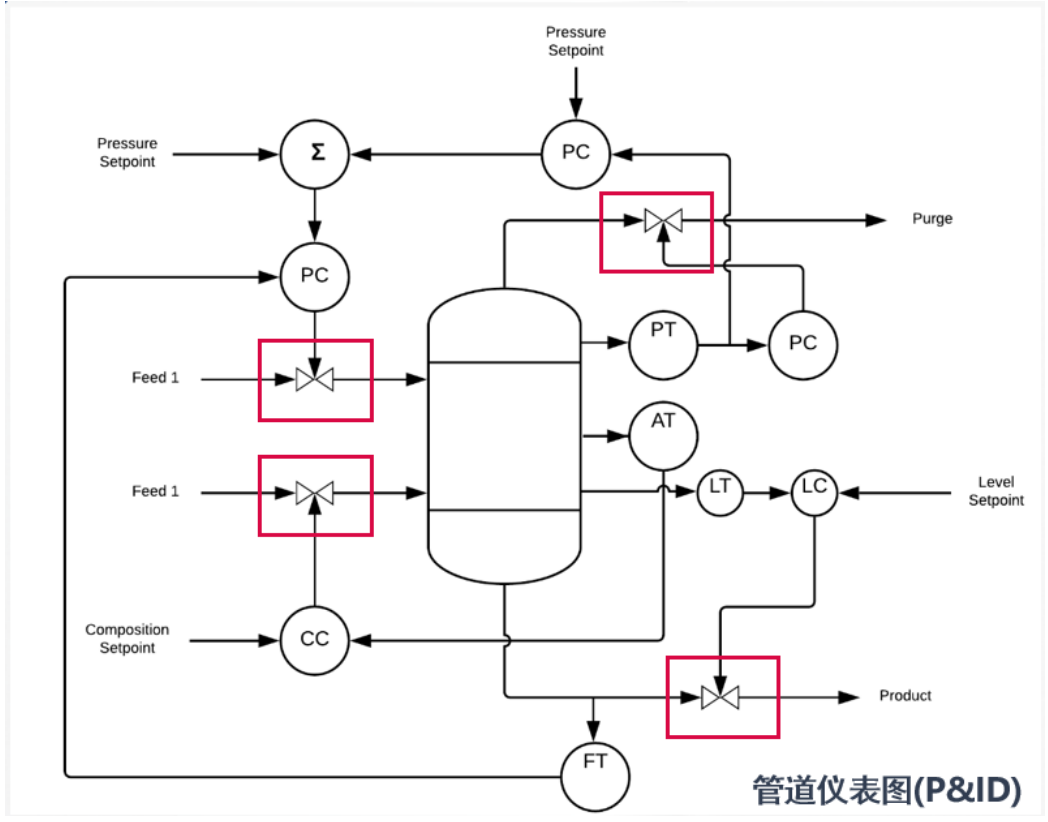 Pressure
Setpoint
Pressure
Setpoint
Σ
PC
Purge
PC
PT
PC
Feed 1
AT
Feed 1
LT
LC
Level
Setpoint
Composition
Setpoint
CC
Product
FT
管道仪表图(P&ID)